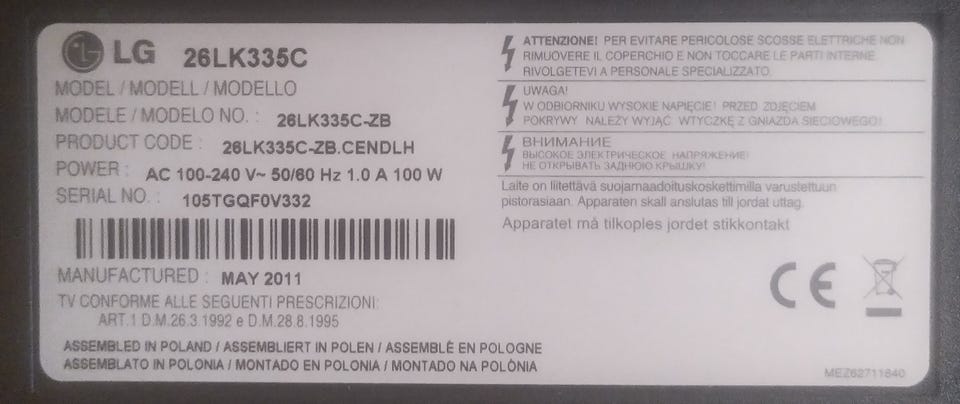 LG 26LK335C
MODEL / MODELL / MODELLO
MODELE / MODELO NO. : 26LK335C-ZB
PRODUCT CODE : 26LK335C-ZB.CENDLH
POWER : AC 100-240 V~ 50/60 Hz 1.0 A 100 W
SERIAL NO. : 105TGQF0V332
MANUFACTURED : MAY 2011
TV CONFORME ALLE SEGUENTI PRESCRIZIONI:
ART.1 D.M.26.3.1992 e D.M.28.8.1995
ASSEMBLED IN POLAND / ASSEMBLIERT IN POLEN / ASSEMBLÉ EN POLOGNE
ASSEMBLATO IN POLONIA / MONTADO EN POLONIA / MONTADO NA POLÔNIA
ATTENZIONE! PER EVITARE PERICOLOSE SCOSSE ELETTRICHE NON
RIMUOVERE IL COPERCHIO E NON TOCCARE LE PARTI INTERNE.
RIVOLGETEVI A PERSONALE SPECIALIZZATO.
UWAGA!
W ODBIORNIKU WYSOKIE NAPIĘCIE! PRZED ZDJĘCIEM
POKRYWY NALEŻY WYJĄĆ WTYCZKĘ Z GNIAZDA SIECIOWEGO!
ВНИМАНИЕ
ВЫСОКОЕ ЭЛЕКТРИЧЕСКОЕ НАПРЯЖЕНИЕ!
НЕ ОТКРЫВАТЬ ЗАДНЮЮ КРЫШКУ!
Laite on liitettävä suojamaadoituskoskettimilla varustettuun
pistorasiaan. Apparaten skall anslutas till jordat uttag.
Apparatet må tilkoples jordet stikkontakt
CE
MEZ62711840